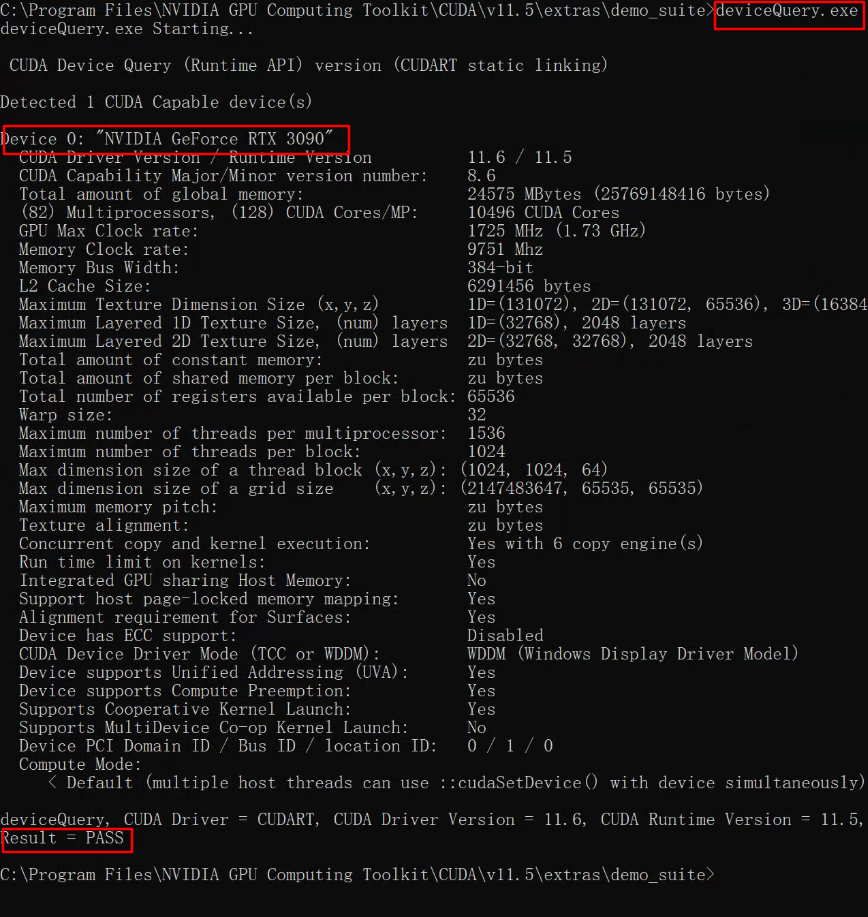 C:\Program Files\NVIDIA GPU Computing Toolkit\CUDA\v11.5\extras\demo_suite>deviceQuery.exe
deviceQuery.exe Starting...
CUDA Device Query (Runtime API) version (CUDART static linking)
Detected 1 CUDA Capable device(s)
Device 0: "NVIDIA GeForce RTX 3090"
CUDA Driver Version / Runtime Version 11.6 / 11.5
CUDA Capability Major/Minor version number: 8.6
Total amount of global memory: 24575 MBytes (25769148416 bytes)
(82) Multiprocessors, (128) CUDA Cores/MP: 10496 CUDA Cores
GPU Max Clock rate: 1725 MHz (1.73 GHz)
Memory Clock rate: 9751 Mhz
Memory Bus Width: 384-bit
L2 Cache Size: 6291456 bytes
Maximum Texture Dimension Size (x,y,z) 1D=(131072), 2D=(131072, 65536), 3D=(16384
Maximum Layered 1D Texture Size, (num) layers 1D=(32768), 2048 layers
Maximum Layered 2D Texture Size, (num) layers 2D=(32768, 32768), 2048 layers
Total amount of constant memory: zu bytes
Total amount of shared memory per block: zu bytes
Total number of registers available per block: 65536
Warp size: 32
Maximum number of threads per multiprocessor: 1536
Maximum number of threads per block: 1024
Max dimension size of a thread block (x,y,z): (1024, 1024, 64)
Max dimension size of a grid size (x,y,z): (2147483647, 65535, 65535)
Maximum memory pitch: zu bytes
Texture alignment: zu bytes
Concurrent copy and kernel execution: Yes with 6 copy engine(s)
Run time limit on kernels: Yes
Integrated GPU sharing Host Memory: No
Support host page-locked memory mapping: Yes
Alignment requirement for Surfaces: Yes
Device has ECC support: Disabled
CUDA Device Driver Mode (TCC or WDDM): WDDM (Windows Display Driver Model)
Device supports Unified Addressing (UVA): Yes
Device supports Compute Preemption: Yes
Supports Cooperative Kernel Launch: Yes
Supports MultiDevice Co-op Kernel Launch: No
Device PCI Domain ID / Bus ID / location ID: 0 / 1 / 0
Compute Mode:
< Default (multiple host threads can use ::cudaSetDevice() with device simultaneously)
deviceQuery, CUDA Driver = CUDART, CUDA Driver Version = 11.6, CUDA Runtime Version = 11.5,
Result = PASS
C:\Program Files\NVIDIA GPU Computing Toolkit\CUDA\v11.5\extras\demo_suite>